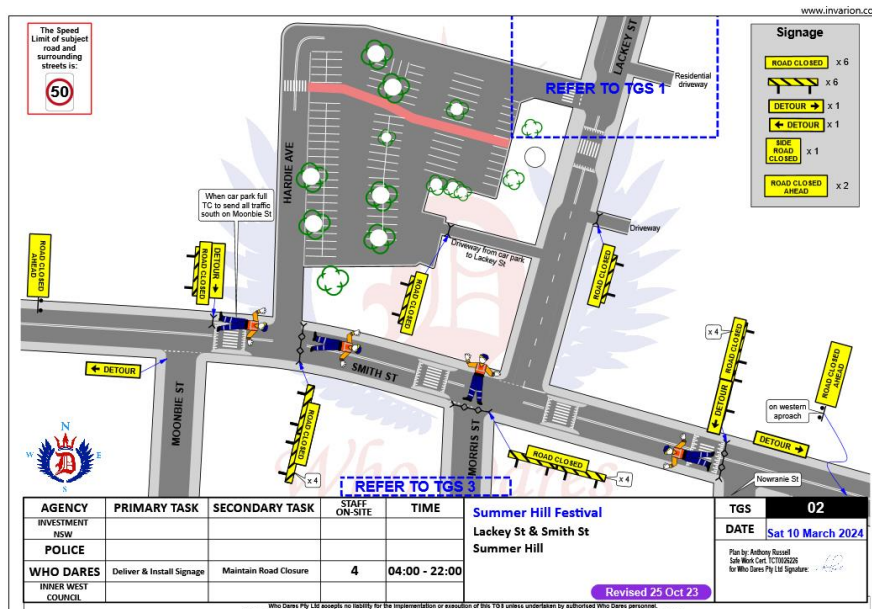 www.invarion.co
The Speed
Limit of subject
road and
surrounding
streets is:
50
LACKEY ST
REFER TO TGS 1
Residential
driveway
Signage
ROAD CLOSED x 6
x 6
DETOUR x 1
DETOUR x 1
SIDE
ROAD
CLOSED
x 1
ROAD CLOSED
AHEAD
x 2
HARDIE AVE
When car park full
TC to send all traffic
south on Moonbie St
ROAD CLOSED
AHEAD
DETOUR
ROAD CLOSED
Driveway from car park
to Lackey St
Driveway
ROAD CLOSED
ROAD CLOSED
DETOUR
MOONBIE ST
SMITH ST
ROAD CLOSED
x 4
MORRIS ST
ROAD CLOSED
x 4
x 4
ROAD CLOSED
DETOUR
ROAD CLOSED
AHEAD
on western
aproach
DETOUR
Nowranie St
N
W
E
S
D
Who Dares
REFER TO TGS 3
AGENCY PRIMARY TASK SECONDARY TASK STAFF ON-SITE TIME
INVESTMENT
NSW
POLICE
WHO DARES Deliver & Install Signage Maintain Road Closure 4 04:00 - 22:00
INNER WEST
COUNCIL
Summer Hill Festival
Lackey St & Smith St
Summer Hill
Revised 25 Oct 23
TGS 02
DATE Sat 10 March 2024
Plan by: Anthony Russell
Safe Work Cert. TCT0026226
for Who Dares Pty Ltd Signature:
Who Dares Pty Ltd accepts no liability for the implementation or execution of this TGS unless undertaken by authorised Who Dares personnel.